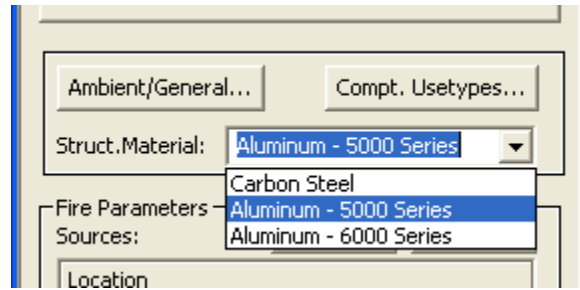 Ambient/General... Compt. Usetypes...
Struct.Material: Aluminum - 5000 Series
Carbon Steel
Fire Parameters Aluminum - 5000 Series
Sources: Aluminum - 6000 Series
Location